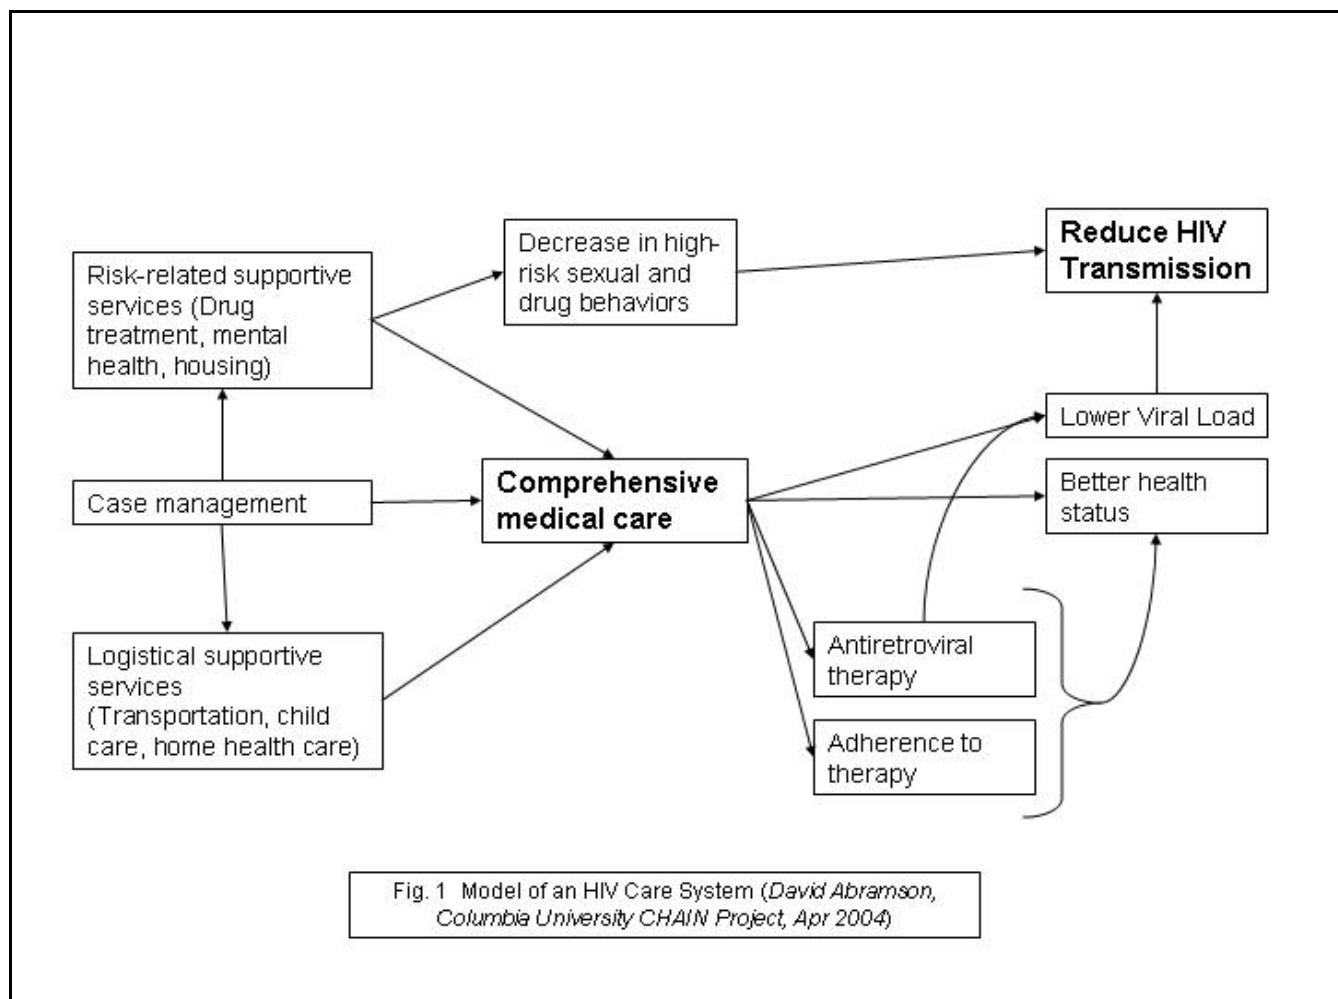 Risk-related supportive
services (Drug
treatment, mental
health, housing)
Case management
Logistical supportive
services
(Transportation, child
care, home health care)
Decrease in high-
risk sexual and
drug behaviors
Comprehensive
medical care
Reduce HIV
Transmission
Lower Viral Load
Better health
status
Antiretroviral
therapy
Adherence to
therapy
Fig. 1 Model of an HIV Care System (David Abramson,
Columbia University CHAIN Project, Apr 2004)